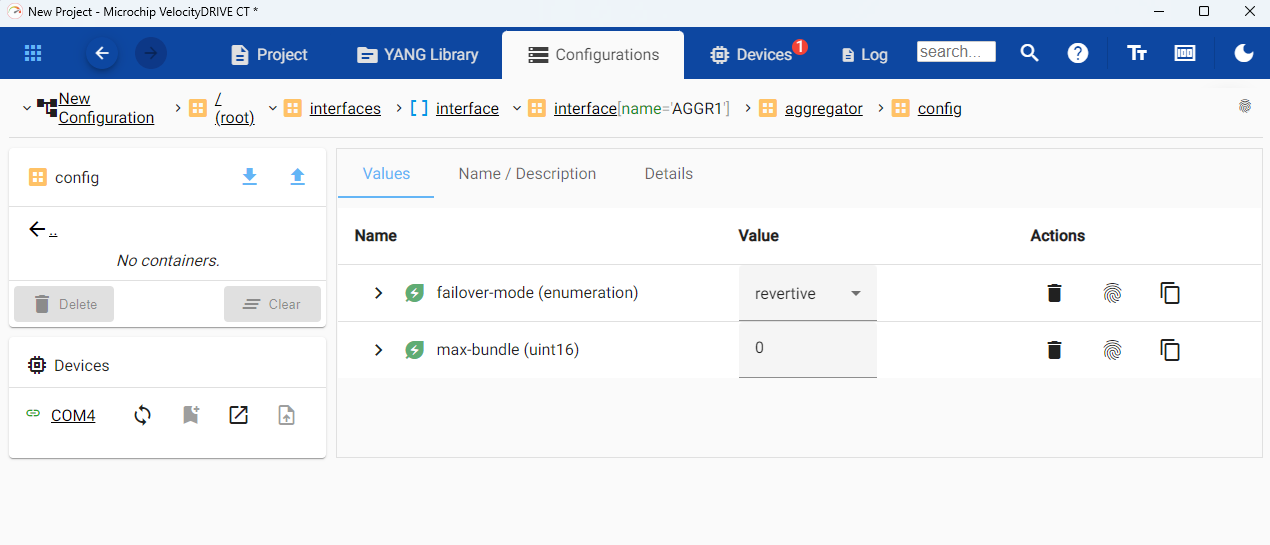 New Project - Microchip VelocityDRIVE CT *
Project
YANG Library
Configurations
Devices
1
Log
search...
New Configuration
/ (root)
interfaces
[ ] interface
interface[name='AGGR1']
aggregator
config
config
..
No containers.
Delete
Clear
Devices
COM4
Values
Name / Description
Details
Name
Value
Actions
failover-mode (enumeration)
revertive
max-bundle (uint16)
0